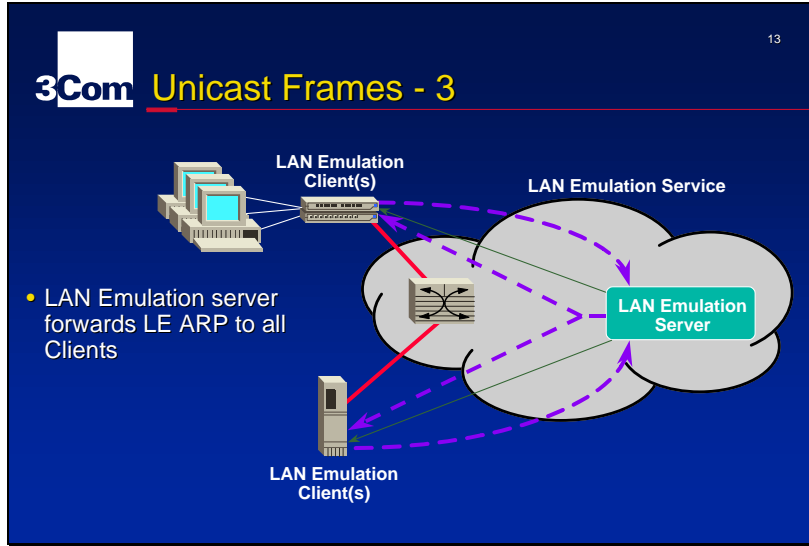 13
3Com
Unicast Frames - 3
LAN Emulation
Client(s)
LAN Emulation Service
• LAN Emulation server
forwards LE ARP to all
Clients
LAN Emulation
Server
LAN Emulation
Client(s)